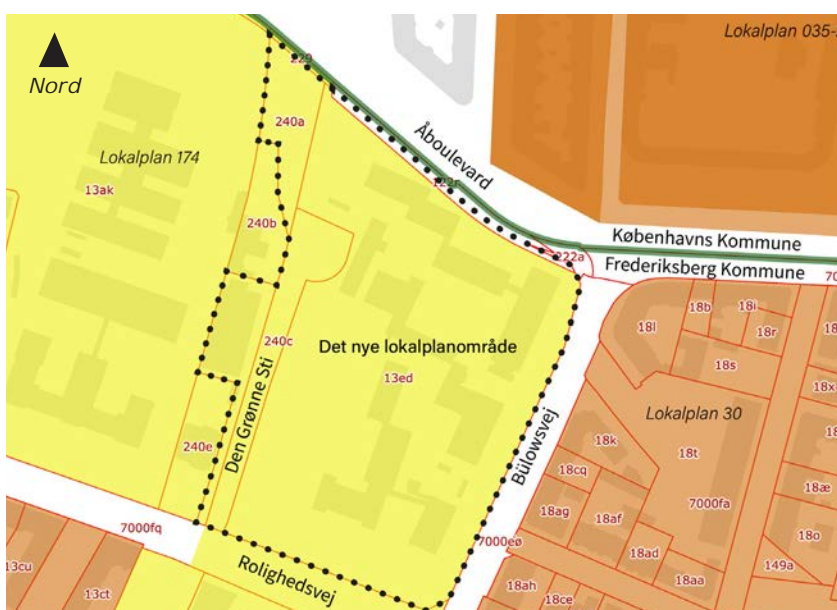 Nord
Lokalplan 035-
229
240a
Åboulevard
Lokalplan 174
13ak
240b
Københavns Kommune
222a
Frederiksberg Kommune
70
18b
18i
18l
18r
18
240c
Det nye lokalplanområde
13ed
18s
18x
Den Grønne Sti
Bülowsvej
Lokalplan 30
18
240e
18k
18t
18cq
18æ
18ag
18af
7000fa
7000fq
7000eø
18ad
18o
13cu
13ct
Rolighedsvej
18ah
18ce
18aa
149a